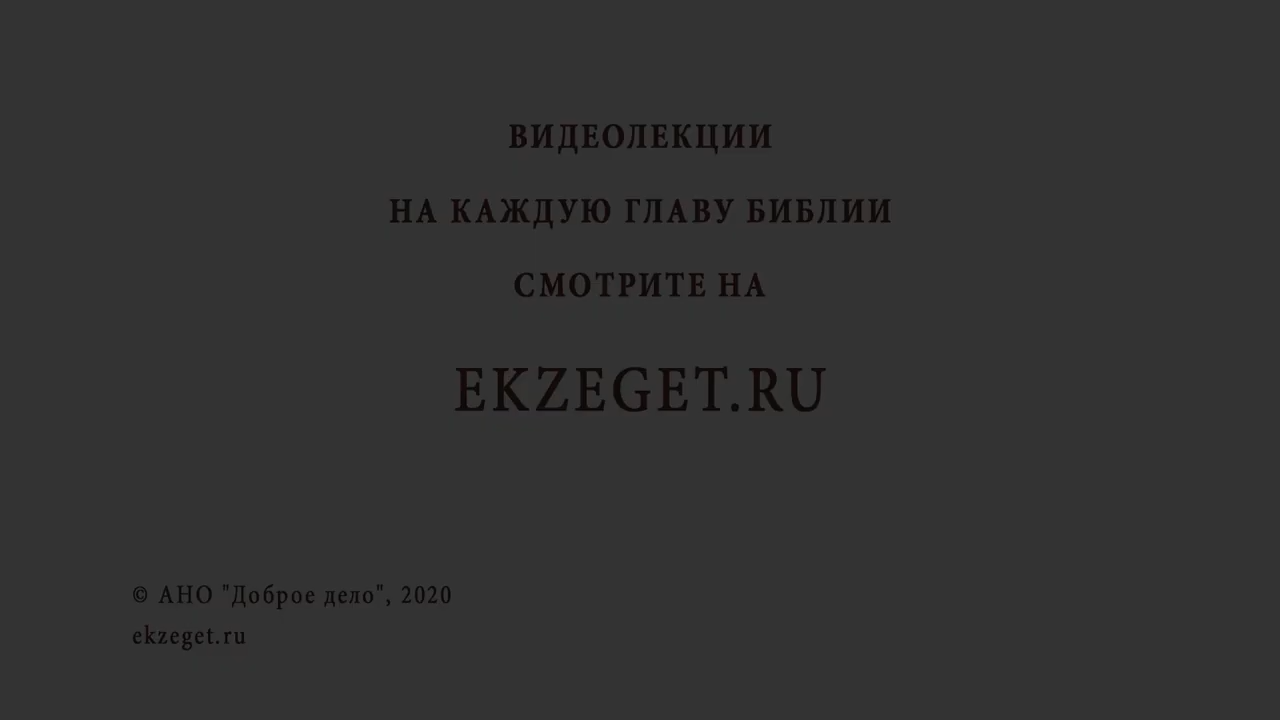 ВИДЕОЛЕКЦИИ
НА КАЖДУЮ ГЛАВУ БИБЛИИ
СМОТРИТЕ НА
EKZEGET.RU
© АНО "Доброе дело", 2020
ekzeget.ru